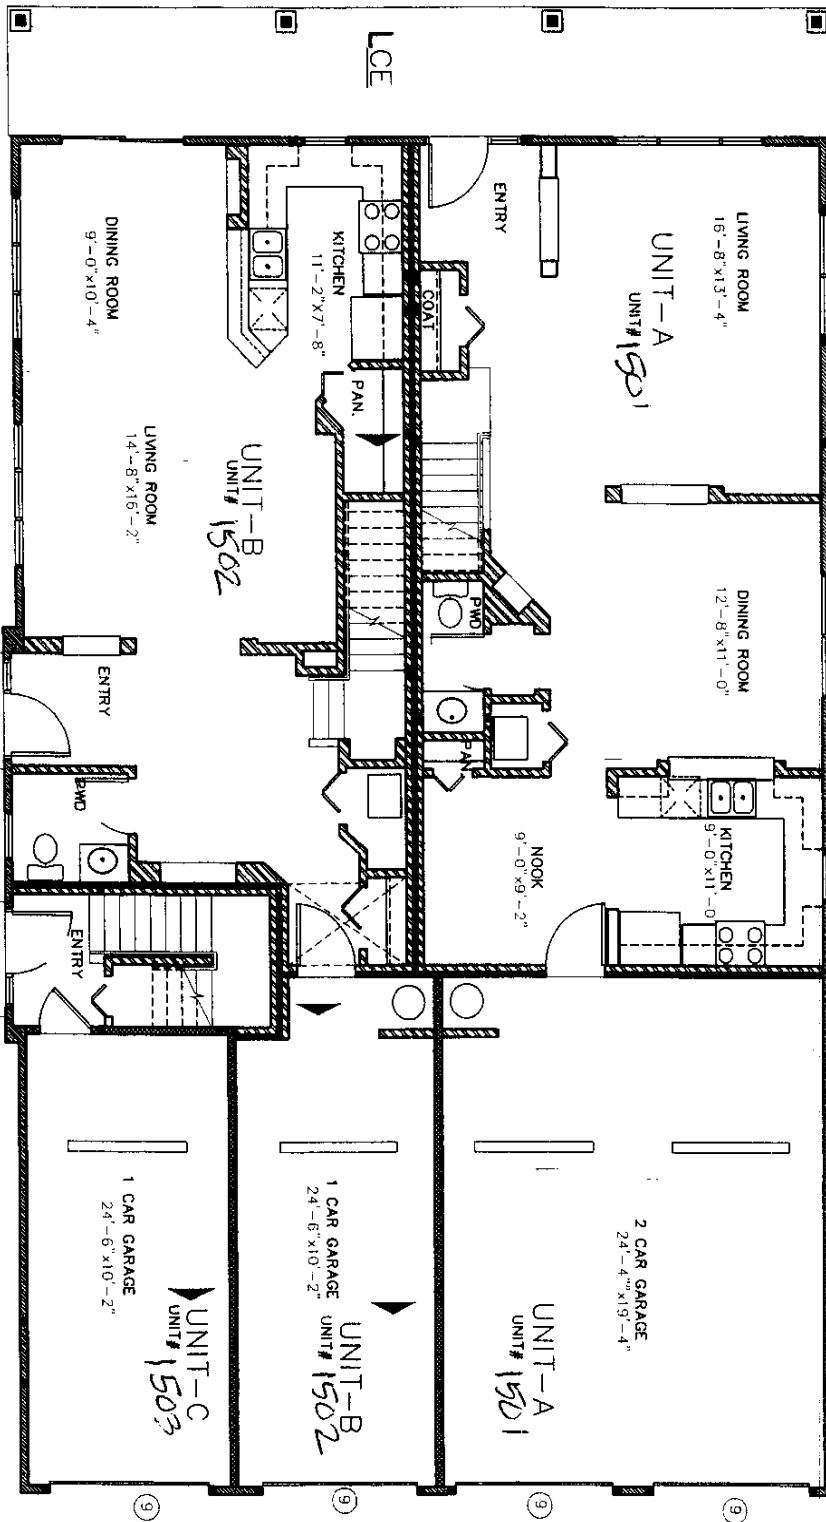 LCE
LIVING ROOM
16'-8"x13'-4"
UNIT-A
UNIT# 1501
ENTRY
COAT
DINING ROOM
12'-8"x11'-0"
PWD
PAN.
KITCHEN
9'-0"x11'-0
NOOK
9'-0"x9'-2"
2 CAR GARAGE
24'-4"x19'-4"
UNIT-A
UNIT# 1501
KITCHEN
11'-2"X7'-8"
PAN.
DINING ROOM
9'-0"x10'-4"
LIVING ROOM
14'-8"x16'-2"
UNIT-B
UNIT# 1502
ENTRY
PWD
1 CAR GARAGE
24'-6"x10'-2"
UNIT-B
UNIT# 1502
ENTRY
1 CAR GARAGE
24'-6"x10'-2"
UNIT-C
UNIT# 1503
9
9
9
9